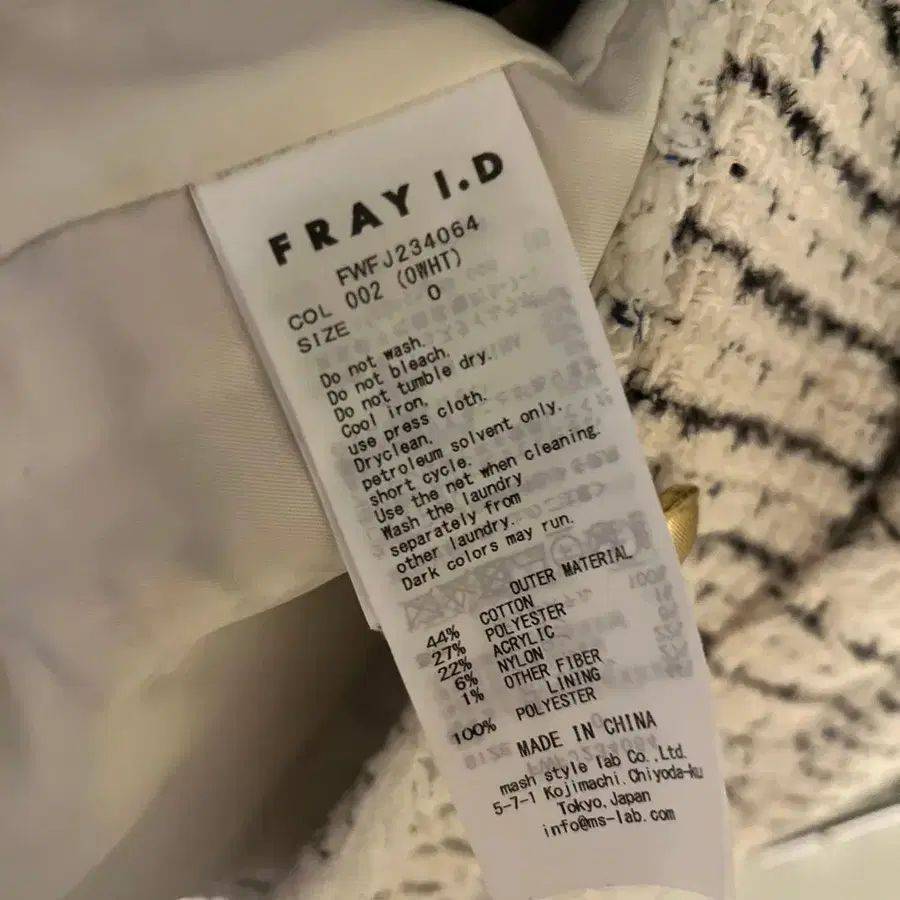 FRAY I.D
FWFJ234064
COL 002 (OWHT)
SIZE 0
Do not wash.
Do not bleach.
Do not tumble dry.
Cool iron.
use press cloth.
Dryclean.
petroleum solvent only.
short cycle.
Use the net when cleaning.
Wash the laundry
separately from
other laundry.
Dark colors may run.
OUTER MATERIAL
44% COTTON
27% POLYESTER
22% ACRYLIC
6% NYLON
1% OTHER FIBER
LINING
100% POLYESTER
MADE IN CHINA
mash style lab Co.,Ltd.
5-7-1 Kojimachi,Chiyoda-ku
Tokyo,Japan
info@ms-lab.com